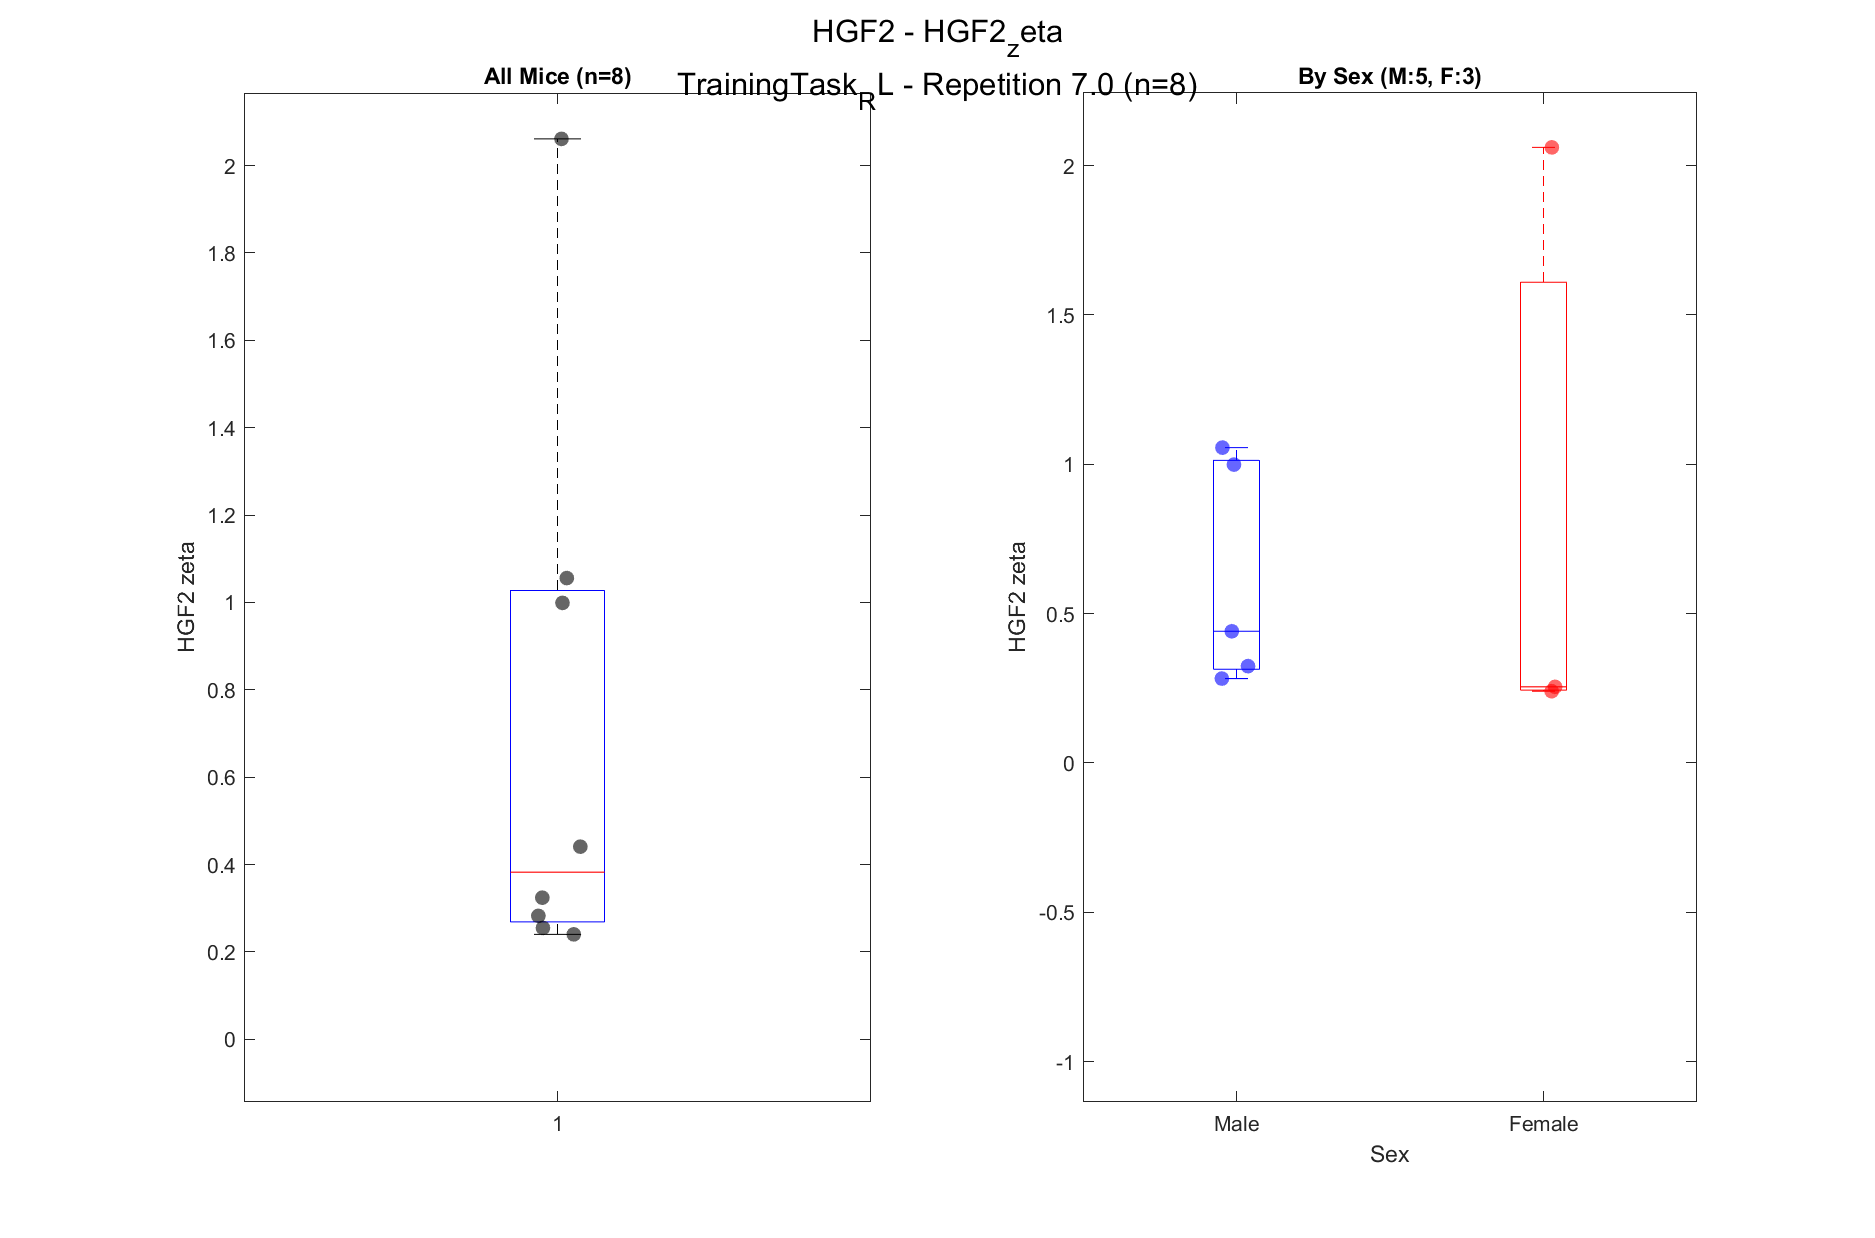 HGF2 - HGF2_zeta
TrainingTask_RL - Repetition 7.0 (n=8)
All Mice (n=8)
HGF2 zeta
2
1.8
1.6
1.4
1.2
1
0.8
0.6
0.4
0.2
0
1
By Sex (M:5, F:3)
HGF2 zeta
2
1.5
1
0.5
0
-0.5
-1
Male Female
Sex